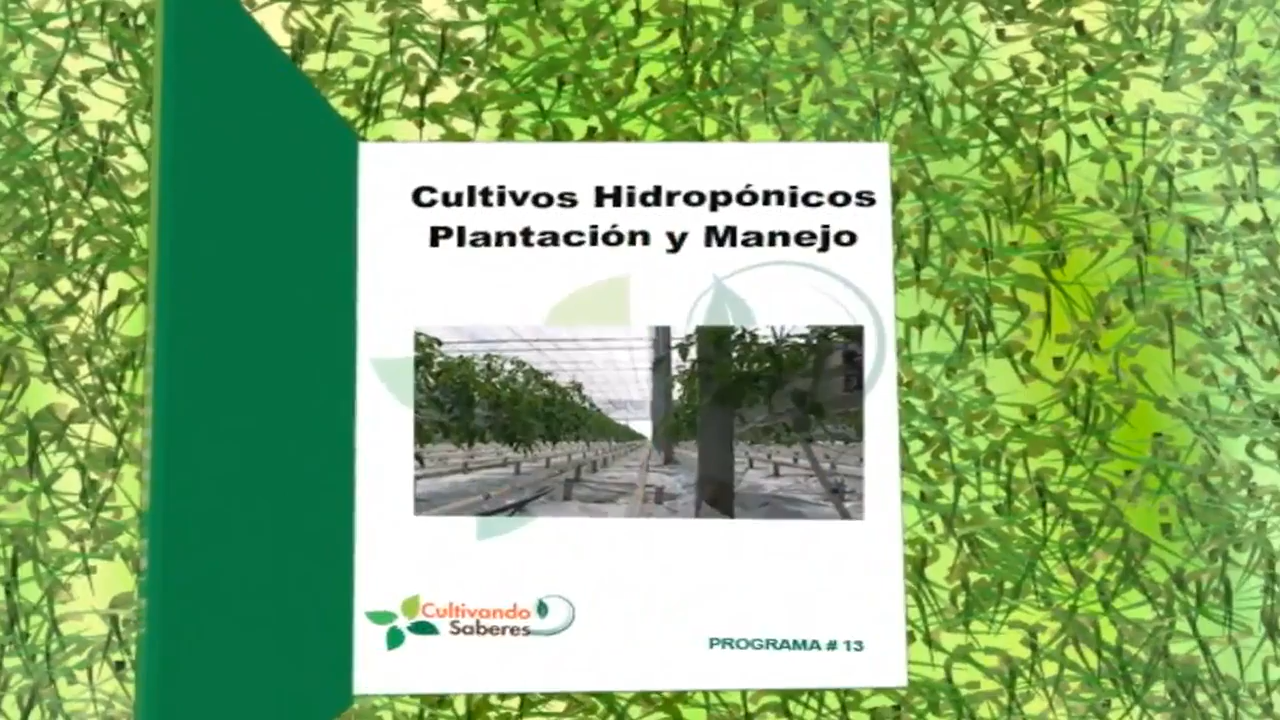 Cultivos Hidropónicos
Plantación y Manejo
Cultivando
Saberes
PROGRAMA # 13